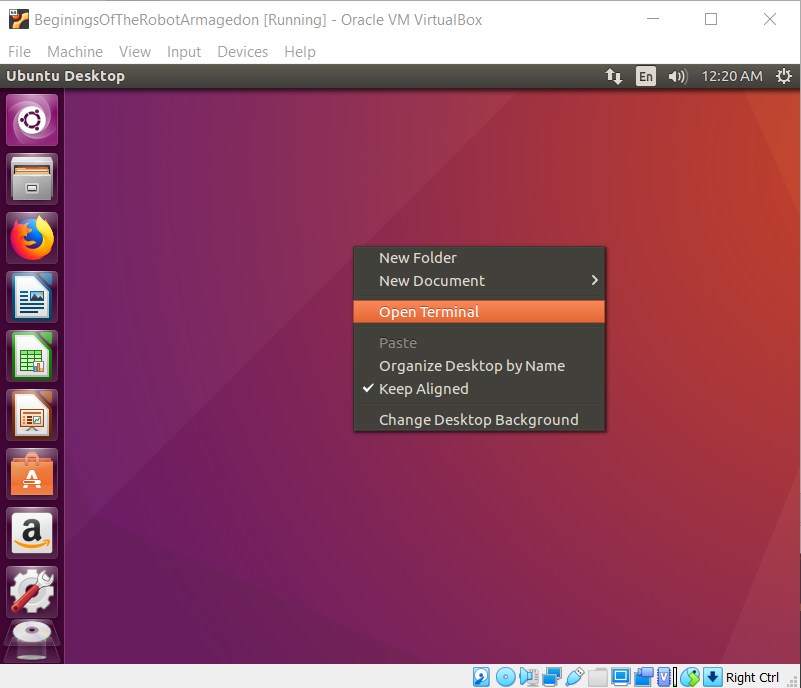 BeginingsOfTheRobotArmagedon [Running] - Oracle VM VirtualBox
File Machine View Input Devices Help
Ubuntu Desktop En 12:20 AM
New Folder
New Document
Open Terminal
Paste
Organize Desktop by Name
Keep Aligned
Change Desktop Background
a
Right Ctrl